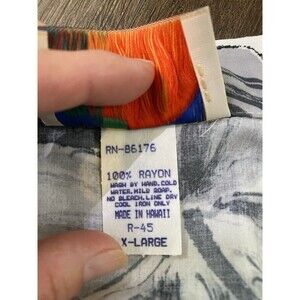 RN-86176
100% RAYON
WASH BY HAND.COLD
WATER.MILD SOAP.
NO BLEACH.LINE DRY
COOL IRON ONLY
MADE IN HAWAII
R-45
X-LARGE